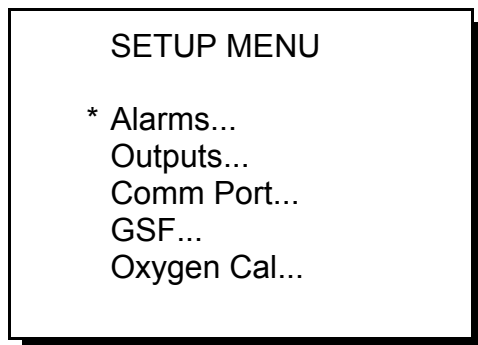 SETUP MENU
* Alarms...
Outputs...
Comm Port...
GSF...
Oxygen Cal...